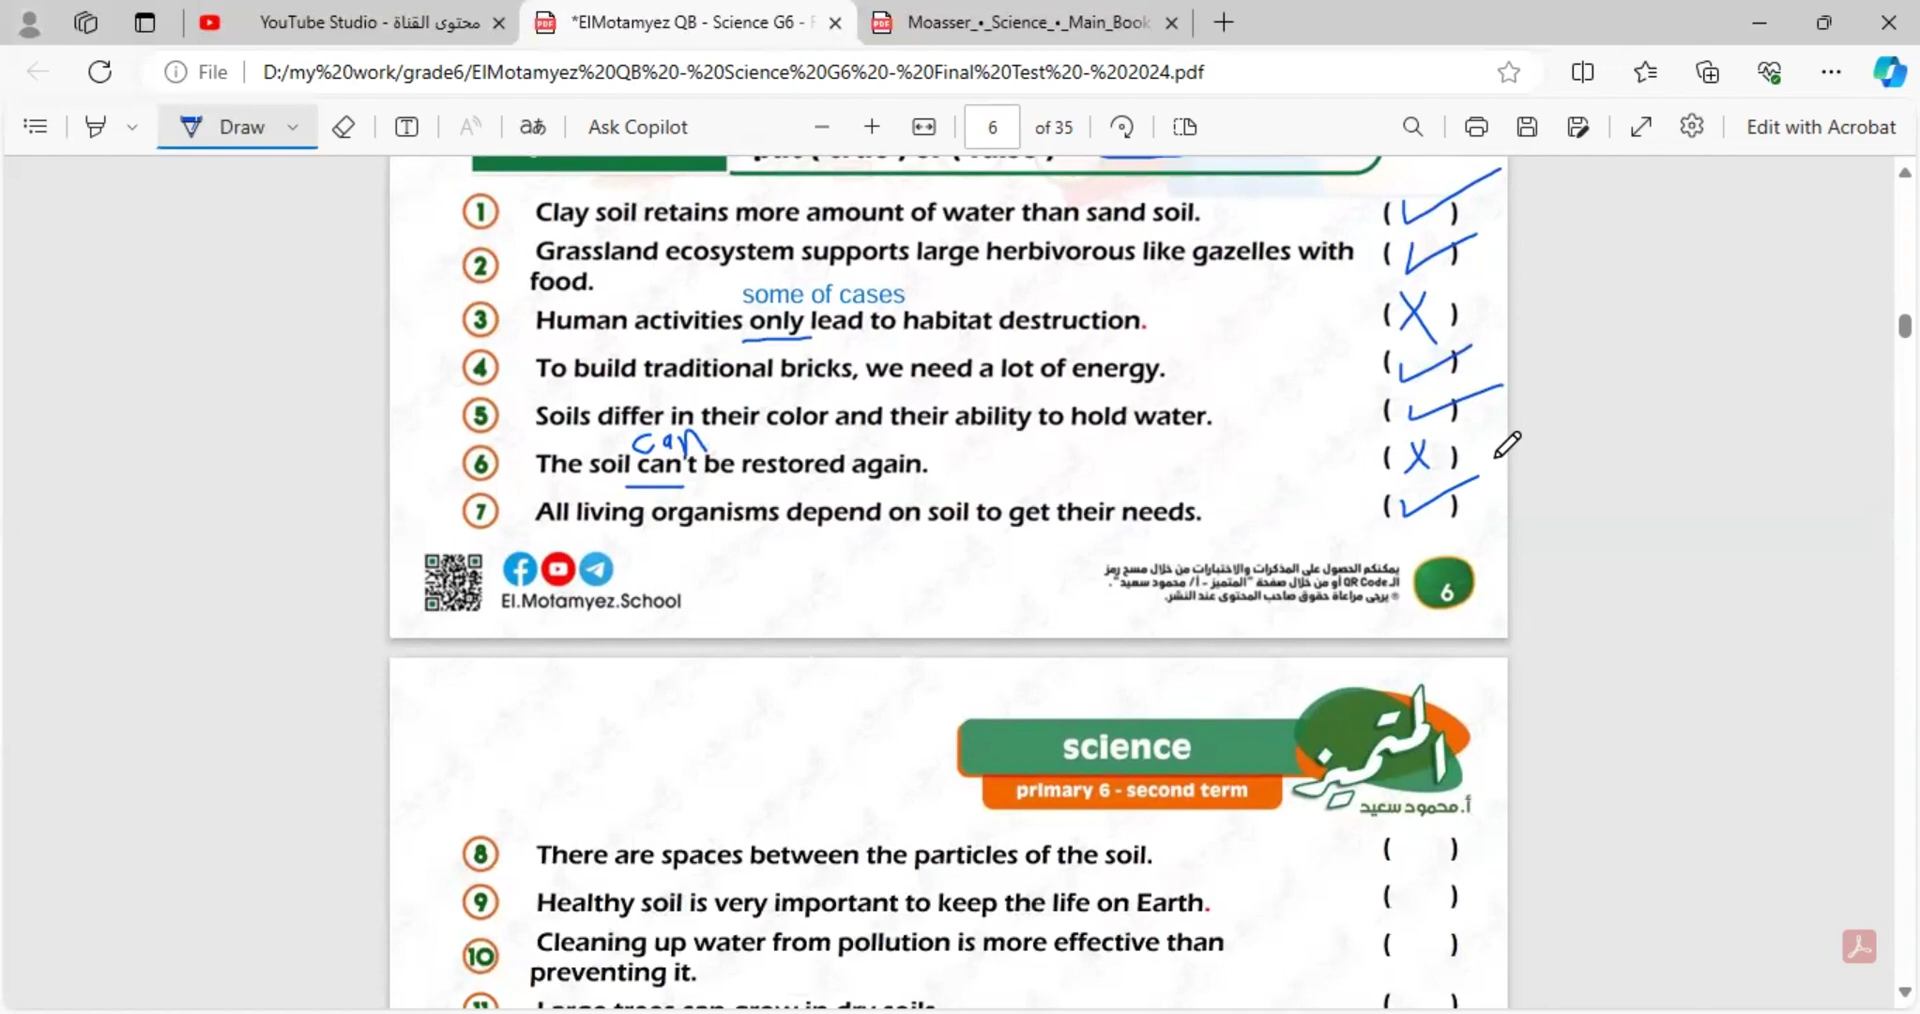 YouTube Studio - محتوى القناة
*ElMotamyez QB - Science G6 -
Moasser_•_Science_•_Main_Book
File
D:/my%20work/grade6/ElMotamyez%20QB%20-%20Science%20G6%20-%20Final%20Test%20-%202024.pdf
Draw
Ask Copilot
6 of 35
Edit with Acrobat
1 Clay soil retains more amount of water than sand soil. ( )
2 Grassland ecosystem supports large herbivorous like gazelles with ( )
food.
some of cases
3 Human activities only lead to habitat destruction. ( X )
4 To build traditional bricks, we need a lot of energy. ( )
5 Soils differ in their color and their ability to hold water. ( )
can
6 The soil can't be restored again. ( X )
7 All living organisms depend on soil to get their needs. ( )
El.Motamyez.School
يمكنكم الحصول على المذكرات والاختبارات من خلال مسح رمز
الـ QR Code أو من خلال صفحة "المتميز - أ/ محمود سعيد".
® يرجى مراعاة حقوق صاحب المحتوى عند النشر.
6
science
primary 6 - second term
المتميز
أ. محمود سعيد
8 There are spaces between the particles of the soil. ( )
9 Healthy soil is very important to keep the life on Earth. ( )
10 Cleaning up water from pollution is more effective than ( )
preventing it.
11 Large trees can grow in dry soils ( )